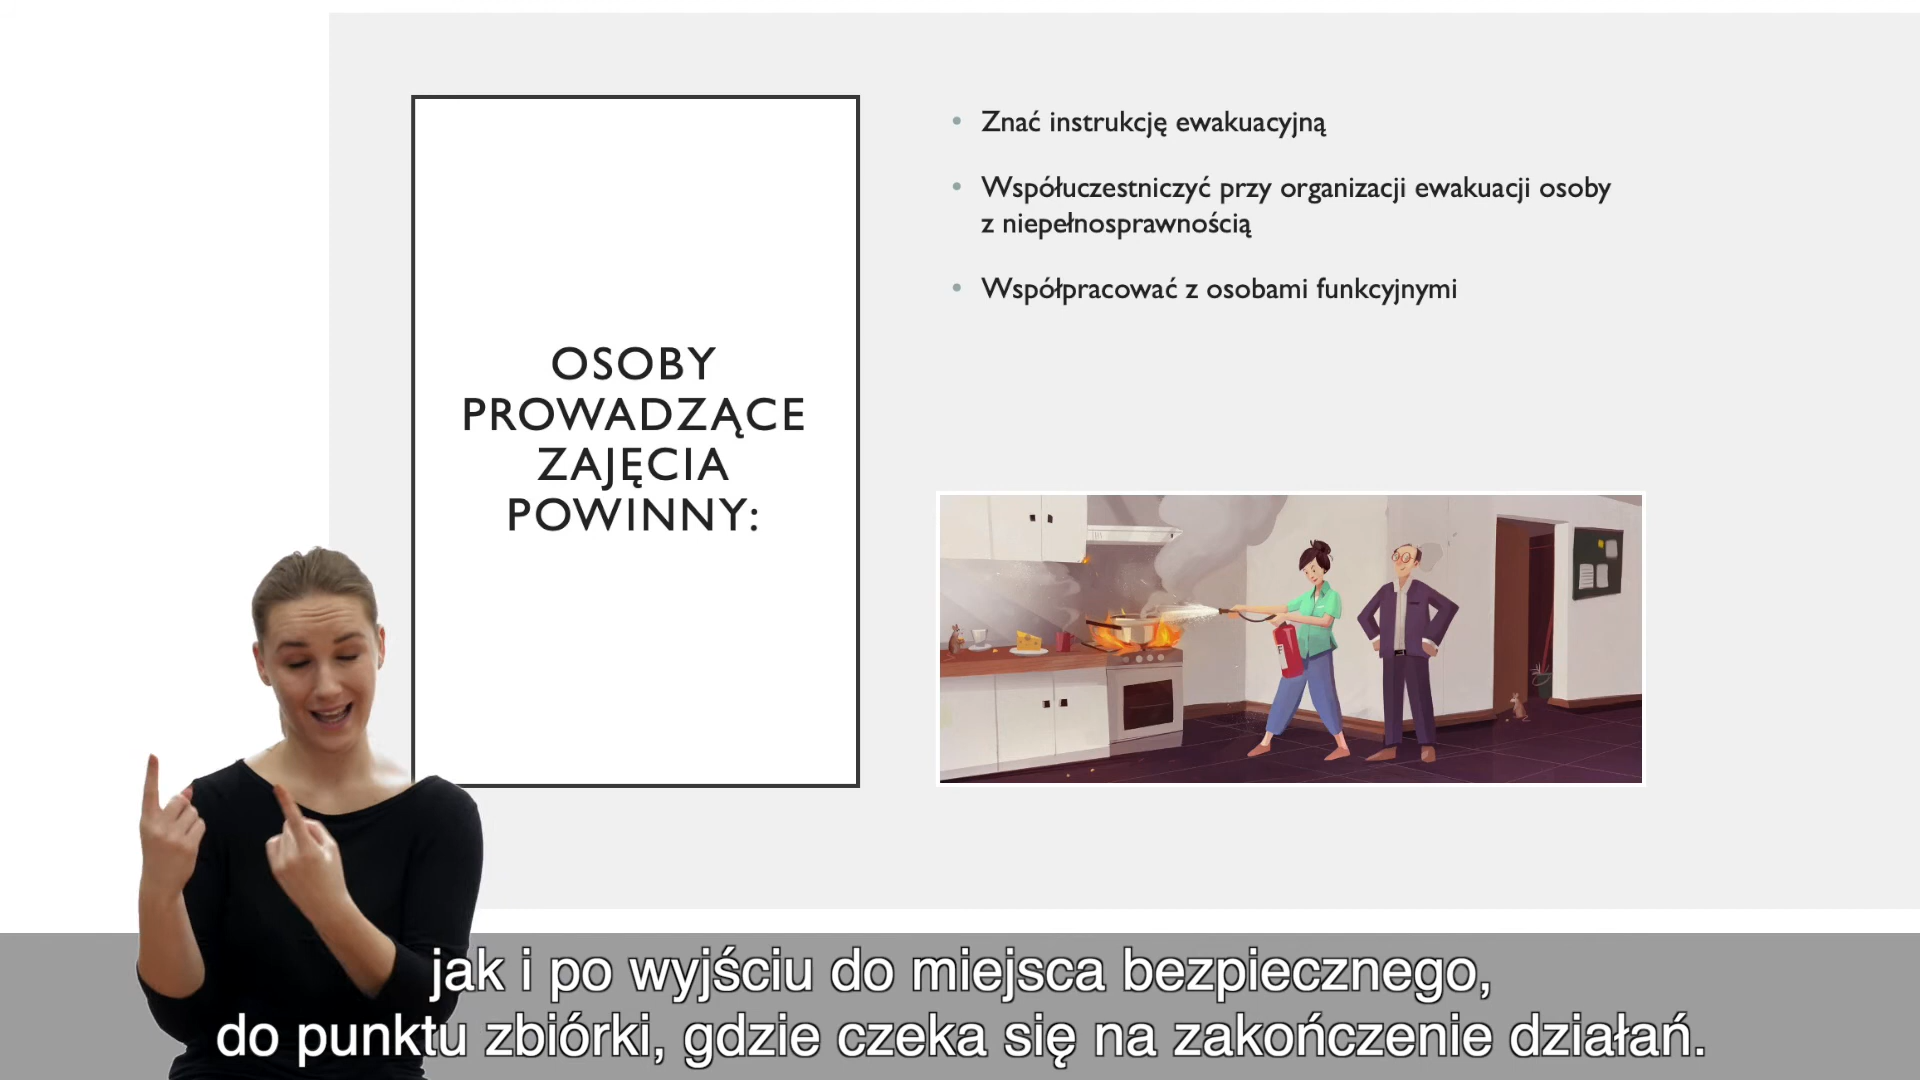 OSOBY
PROWADZĄCE
ZAJĘCIA
POWINNY:
• Znać instrukcję ewakuacyjną
• Współuczestniczyć przy organizacji ewakuacji osoby
z niepełnosprawnością
• Współpracować z osobami funkcyjnymi
jak i po wyjściu do miejsca bezpiecznego,
do punktu zbiórki, gdzie czeka się na zakończenie działań.